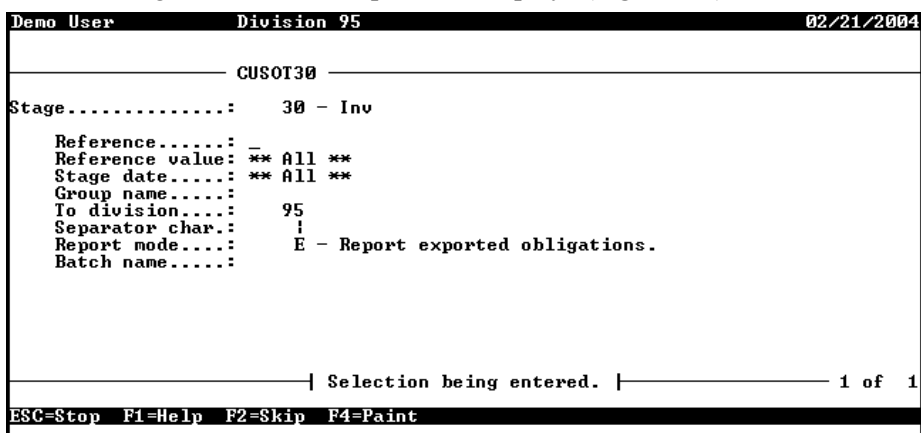 Demo User Division 95 02/21/2004
CUSOT30
Stage..............: 30 - Inv
Reference......: _
Reference value: ** All **
Stage date.....: ** All **
Group name.....:
To division....: 95
Separator char.: ¦
Report mode....: E - Report exported obligations.
Batch name.....:
Selection being entered. 1 of 1
ESC=Stop F1=Help F2=Skip F4=Paint